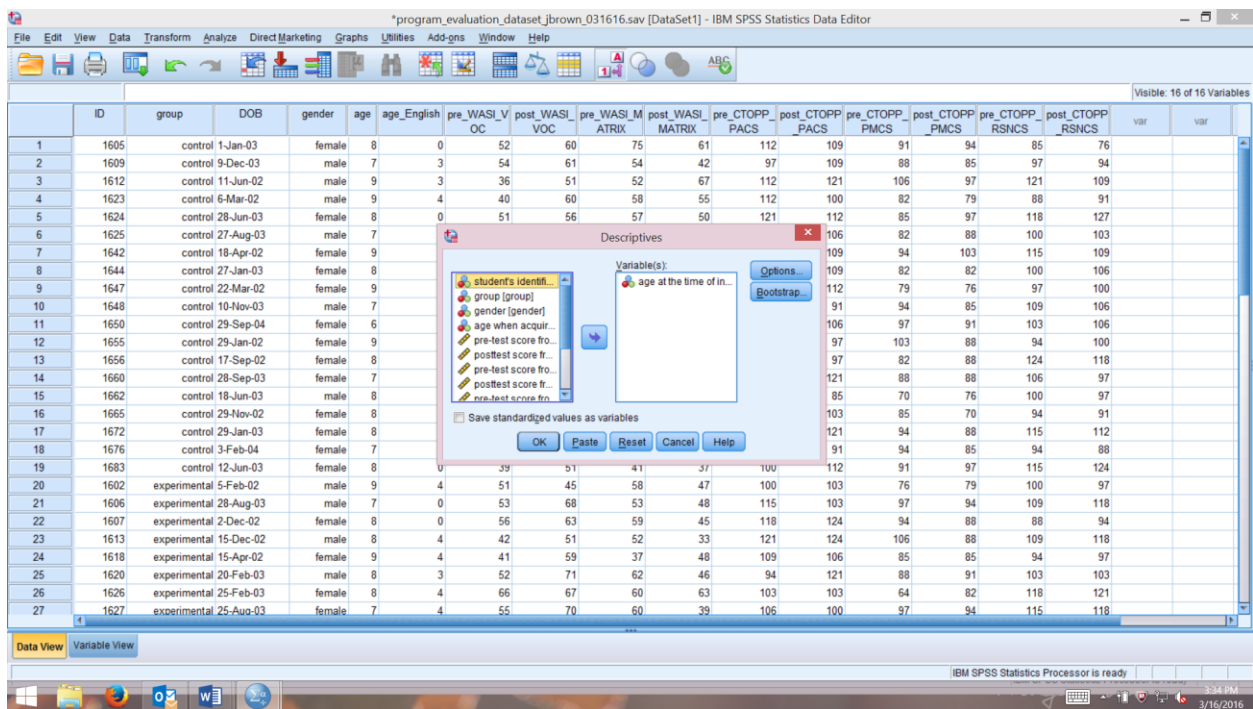 *program_evaluation_dataset_jbrown_031616.sav [DataSet1] - IBM SPSS Statistics Data Editor
File Edit View Data Transform Analyze Direct Marketing Graphs Utilities Add-ons Window Help
Visible: 16 of 16 Variables
ID group DOB gender age age_English pre_WASI_VOC post_WASI_VOC pre_WASI_MATRIX post_WASI_MATRIX pre_CTOPP_PACS post_CTOPP_PACS pre_CTOPP_PMCS post_CTOPP_PMCS pre_CTOPP_RSNCS post_CTOPP_RSNCS var var
1 1605 control 1-Jan-03 female 8 0 52 60 75 61 112 109 91 94 85 76
2 1609 control 9-Dec-03 male 7 3 54 61 54 42 97 109 88 85 97 94
3 1612 control 11-Jun-02 male 9 3 36 51 52 67 112 121 106 97 121 109
4 1623 control 6-Mar-02 male 9 4 40 60 58 55 112 100 82 79 88 91
5 1624 control 28-Jun-03 female 8 0 51 56 57 50 121 112 85 97 118 127
6 1625 control 27-Aug-03 male 7 106 82 88 100 103
7 1642 control 18-Apr-02 female 9 109 94 103 115 109
8 1644 control 27-Jan-03 female 8 109 82 82 100 106
9 1647 control 22-Mar-02 female 9 112 79 76 97 100
10 1648 control 10-Nov-03 male 7 91 94 85 109 106
11 1650 control 29-Sep-04 female 6 106 97 91 103 106
12 1655 control 29-Jan-02 female 9 97 103 88 94 100
13 1656 control 17-Sep-02 female 8 97 82 88 124 118
14 1660 control 28-Sep-03 female 7 121 88 88 106 97
15 1662 control 18-Jun-03 male 8 85 70 76 100 97
16 1665 control 29-Nov-02 female 8 103 85 70 94 91
17 1672 control 29-Jan-03 female 8 121 94 88 115 112
18 1676 control 3-Feb-04 female 7 91 94 85 94 88
19 1683 control 12-Jun-03 female 8 0 39 51 41 37 100 112 91 97 115 124
20 1602 experimental 5-Feb-02 male 9 4 51 45 58 47 100 103 76 79 100 97
21 1606 experimental 28-Aug-03 male 7 0 53 68 53 48 115 103 97 94 109 118
22 1607 experimental 2-Dec-02 female 8 0 56 63 59 45 118 124 94 88 88 94
23 1613 experimental 15-Dec-02 male 8 4 42 51 52 33 121 124 106 88 109 118
24 1618 experimental 15-Apr-02 female 9 4 41 59 37 48 109 106 85 85 94 97
25 1620 experimental 20-Feb-03 male 8 3 52 71 62 46 94 121 88 91 103 103
26 1626 experimental 25-Feb-03 female 8 4 66 67 60 63 103 103 64 82 118 121
27 1627 experimental 25-Aug-03 female 7 4 55 70 60 39 106 100 97 94 115 118
Descriptives
Variable(s):
student's identifi...
group [group]
gender [gender]
age when acquir...
pre-test score fro...
posttest score fr...
pre-test score fro...
posttest score fr...
pre-test score fro...
age at the time of in...
Options...
Bootstrap...
Save standardized values as variables
OK Paste Reset Cancel Help
Data View Variable View
IBM SPSS Statistics Processor is ready
3:34 PM
3/16/2016